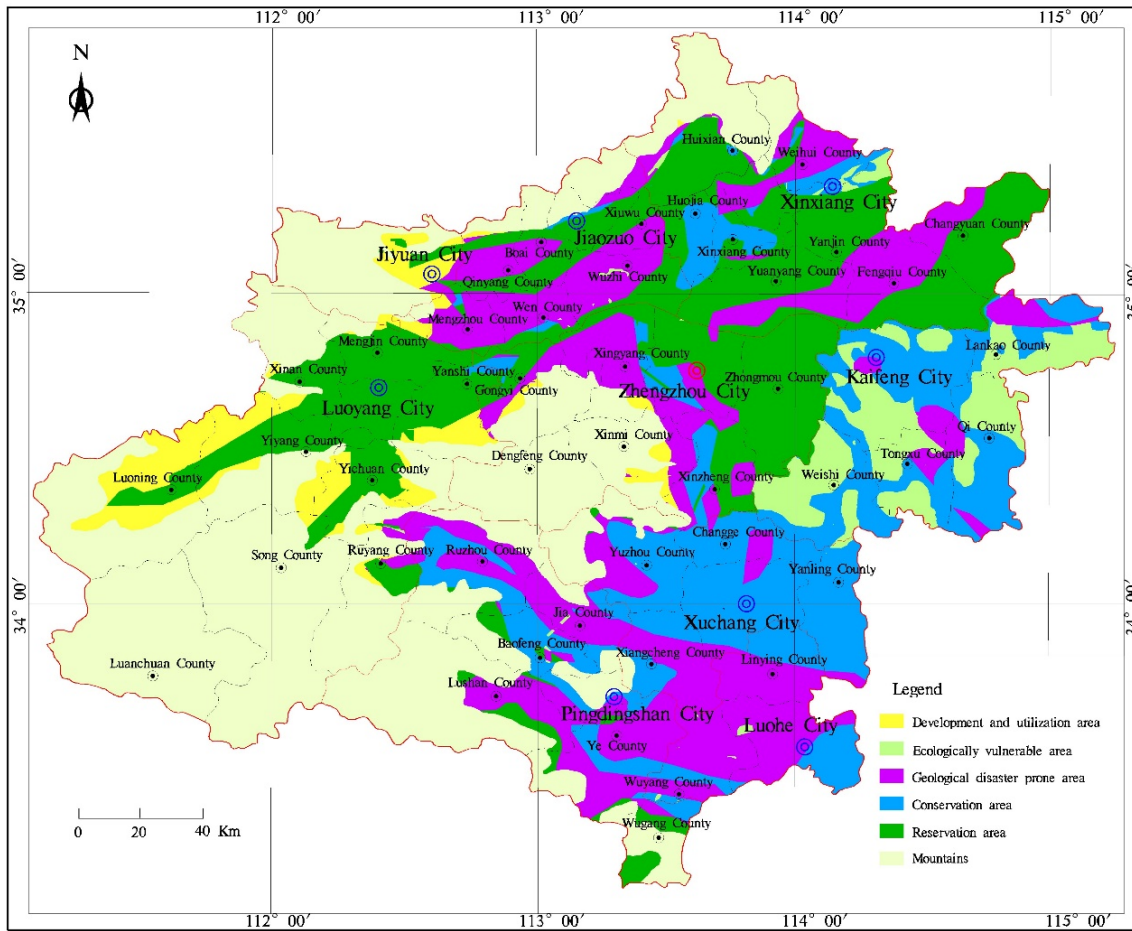 112° 00′
113° 00′
114° 00′
115° 00′
N
Huixian County
Weihui County
Xinxiang City
Huojia County
Xiuwu County
Changyuan County
Jiaozuo City
Xinxiang County
Yanjin County
Jiyuan City
Boai County
Wuzhi County
Yuanyang County
Fengqiu County
Qinyang County
35° 00′
35° 00′
Wen County
Mengzhou County
Mengjin County
Lankao County
Xingyang County
Xinan County
Yanshi County
Kaifeng City
Gongyi County
Zhengzhou City
Zhongmou County
Luoyang City
Qi County
Yiyang County
Xinmi County
Dengfeng County
Tongxu County
Luoning County
Yichuan County
Xinzheng County
Weishi County
Changge County
Song County
Ruyang County
Ruzhou County
Yuzhou County
Yanling County
34° 00′
34° 00′
Jia County
Xuchang City
Baofeng County
Xiangcheng County
Linying County
Luanchuan County
Lushan County
Pingdingshan City
Luohe City
Ye County
Wuyang County
Wugang County
Legend
Development and utilization area
Ecologically vulnerable area
Geological disaster prone area
Conservation area
Reservation area
Mountains
0 20 40 Km
112° 00′
113° 00′
114° 00′
115° 00′